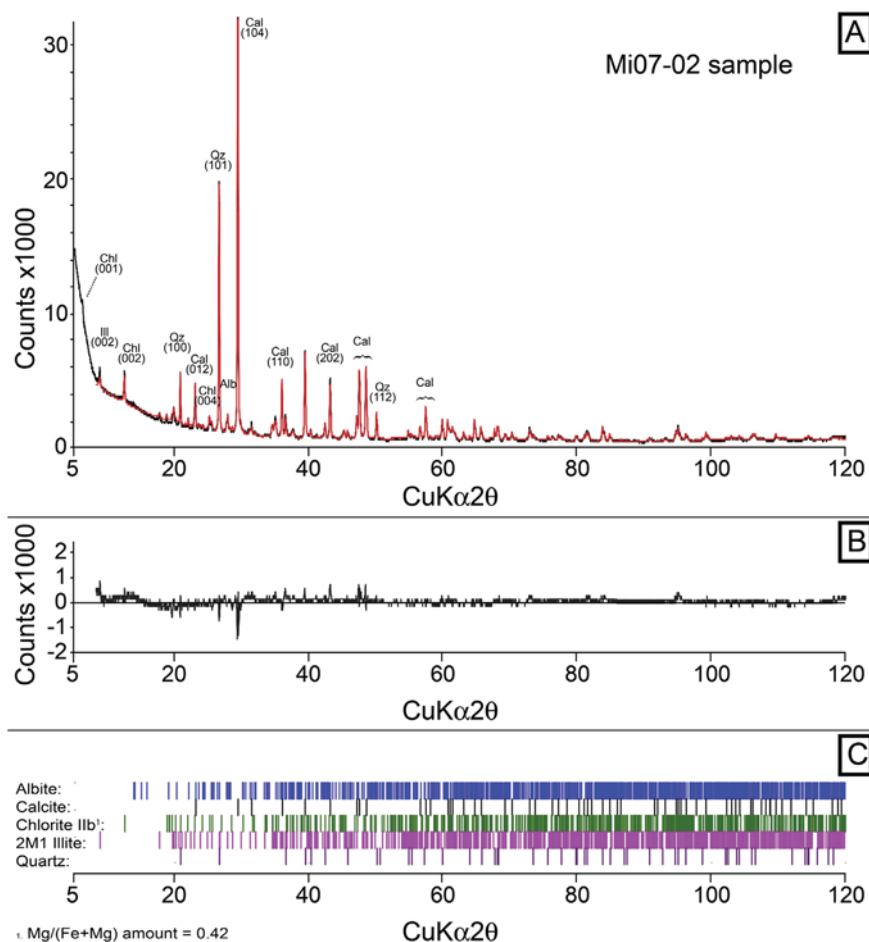 A
Mi07-02 sample
Counts x1000
30
20
10
0
Cal
(104)
Qz
(101)
Chl
(001)
Ill
(002)
Chl
(002)
Qz
(100)
Cal
(012)
Chl
(004)
Alb
Cal
(110)
Cal
(202)
Cal
Qz
(112)
Cal
5 20 40 60 80 100 120
CuKα2θ
B
Counts x1000
2
1
0
-1
-2
5 20 40 60 80 100 120
CuKα2θ
C
Albite:
Calcite:
Chlorite IIb¹:
2M1 Illite:
Quartz:
5 20 40 60 80 100 120
CuKα2θ
1. Mg/(Fe+Mg) amount = 0.42